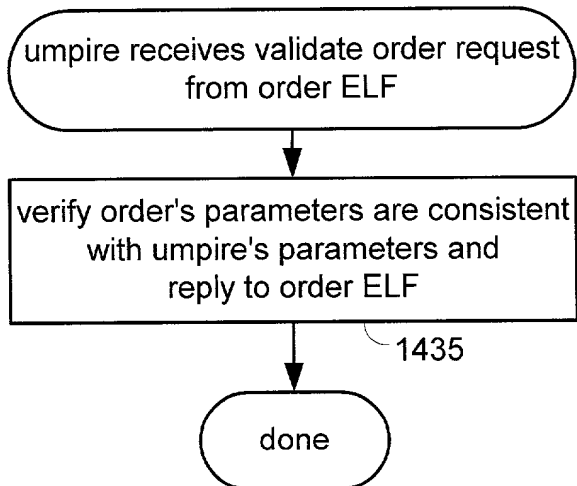 umpire receives validate order request
from order ELF
verify order's parameters are consistent
with umpire's parameters and
reply to order ELF
1435
done